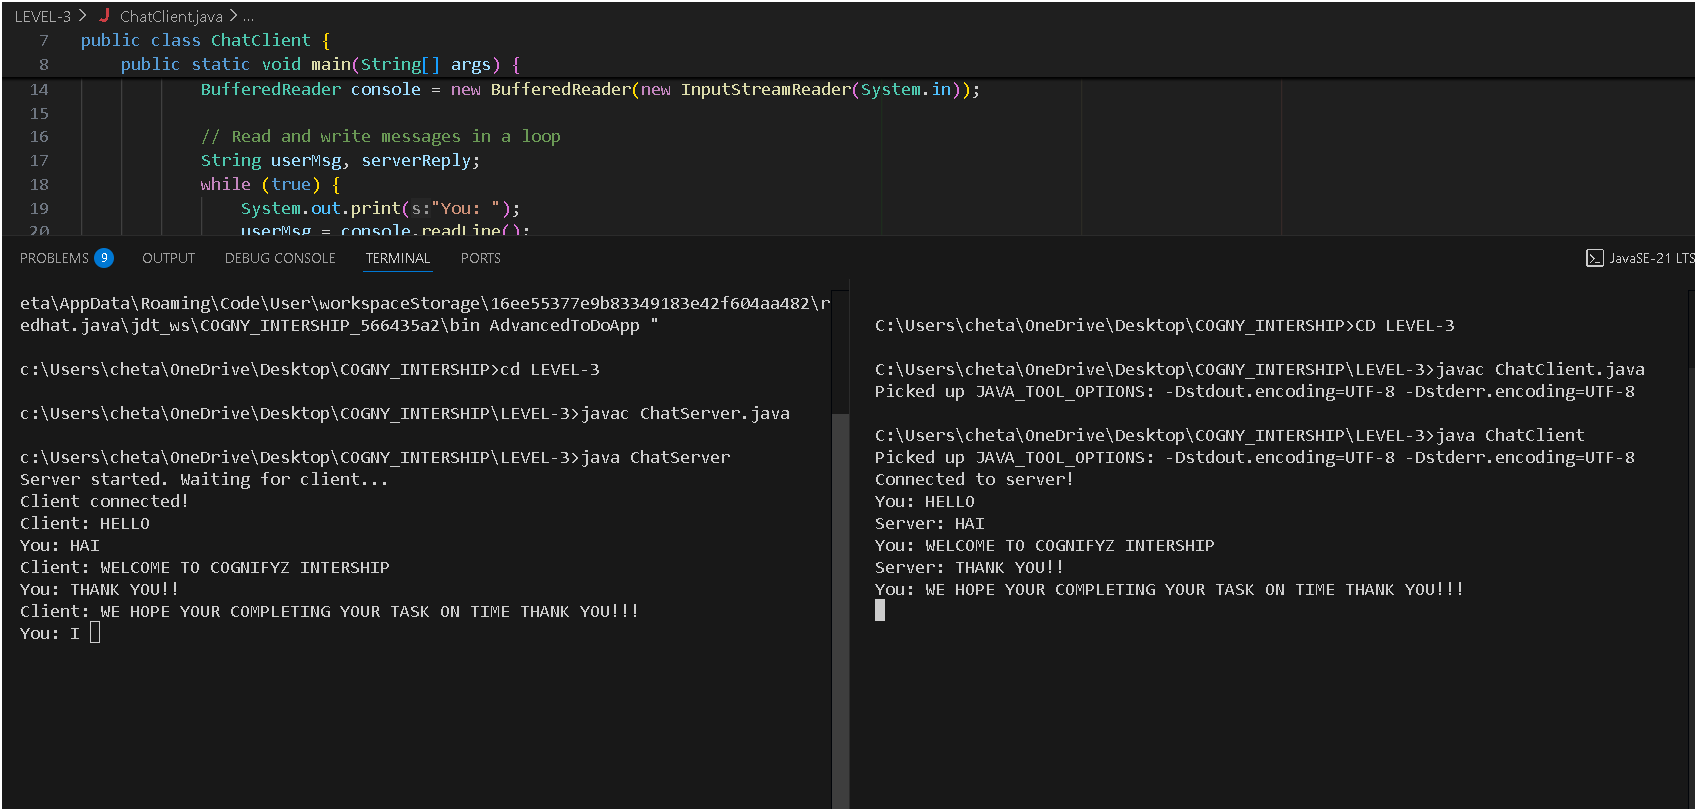 LEVEL-3 > J ChatClient.java > ...
7 public class ChatClient {
8 public static void main(String[] args) {
14 BufferedReader console = new BufferedReader(new InputStreamReader(System.in));
15
16 // Read and write messages in a loop
17 String userMsg, serverReply;
18 while (true) {
19 System.out.print(s:"You: ");
20 userMsg = console.readLine();
PROBLEMS 9 OUTPUT DEBUG CONSOLE TERMINAL PORTS JavaSE-21 LTS
eta\AppData\Roaming\Code\User\workspaceStorage\16ee55377e9b83349183e42f604aa482\r
edhat.java\jdt_ws\COGNY_INTERSHIP_566435a2\bin AdvancedToDoApp "
c:\Users\cheta\OneDrive\Desktop\COGNY_INTERSHIP>cd LEVEL-3
c:\Users\cheta\OneDrive\Desktop\COGNY_INTERSHIP\LEVEL-3>javac ChatServer.java
c:\Users\cheta\OneDrive\Desktop\COGNY_INTERSHIP\LEVEL-3>java ChatServer
Server started. Waiting for client...
Client connected!
Client: HELLO
You: HAI
Client: WELCOME TO COGNIFYZ INTERSHIP
You: THANK YOU!!
Client: WE HOPE YOUR COMPLETING YOUR TASK ON TIME THANK YOU!!!
You: I
C:\Users\cheta\OneDrive\Desktop\COGNY_INTERSHIP>CD LEVEL-3
C:\Users\cheta\OneDrive\Desktop\COGNY_INTERSHIP\LEVEL-3>javac ChatClient.java
Picked up JAVA_TOOL_OPTIONS: -Dstdout.encoding=UTF-8 -Dstderr.encoding=UTF-8
C:\Users\cheta\OneDrive\Desktop\COGNY_INTERSHIP\LEVEL-3>java ChatClient
Picked up JAVA_TOOL_OPTIONS: -Dstdout.encoding=UTF-8 -Dstderr.encoding=UTF-8
Connected to server!
You: HELLO
Server: HAI
You: WELCOME TO COGNIFYZ INTERSHIP
Server: THANK YOU!!
You: WE HOPE YOUR COMPLETING YOUR TASK ON TIME THANK YOU!!!